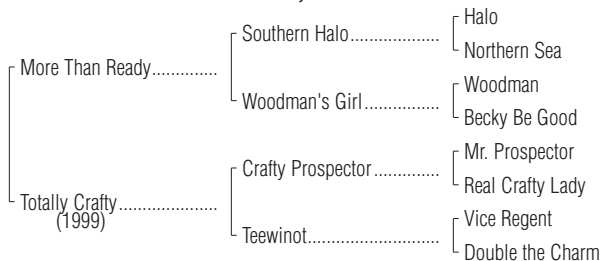 Halo
Southern Halo..................
Northern Sea
More Than Ready.............
Woodman
Woodman's Girl...............
Becky Be Good
Mr. Prospector
Crafty Prospector.............
Real Crafty Lady
Totally Crafty...................
(1999)
Vice Regent
Teewinot..........................
Double the Charm